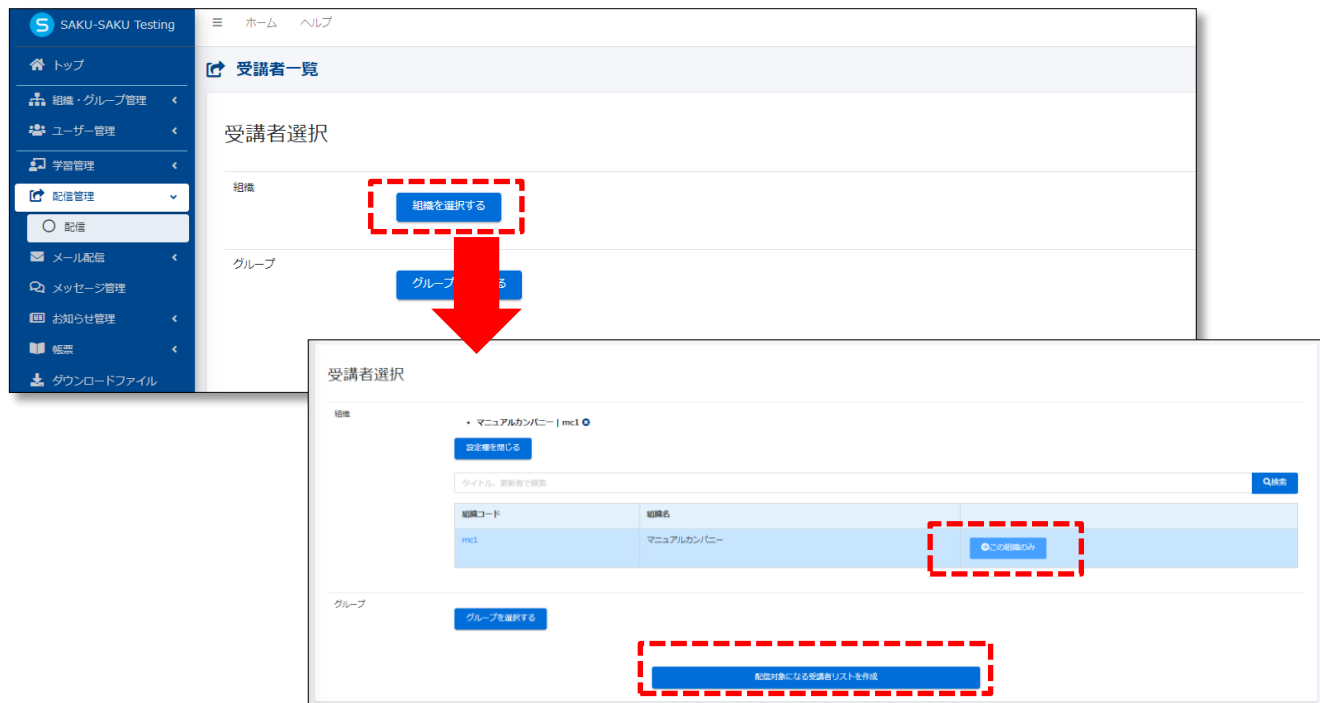 S SAKU-SAKU Testing
ホーム ヘルプ
トップ
受講者一覧
組織・グループ管理
ユーザー管理
受講者選択
学習管理
組織
配信管理
組織を選択する
配信
メール配信
グループ
メッセージ管理
グループ
る
お知らせ管理
帳票
ダウンロードファイル
受講者選択
組織
• マニュアルカンパニー | mc1
設定欄を閉じる
タイトル、更新者で検索
検索
組織コード 組織名
mc1 マニュアルカンパニー
この組織のみ
グループ
グループを選択する
配信対象になる受講者リストを作成